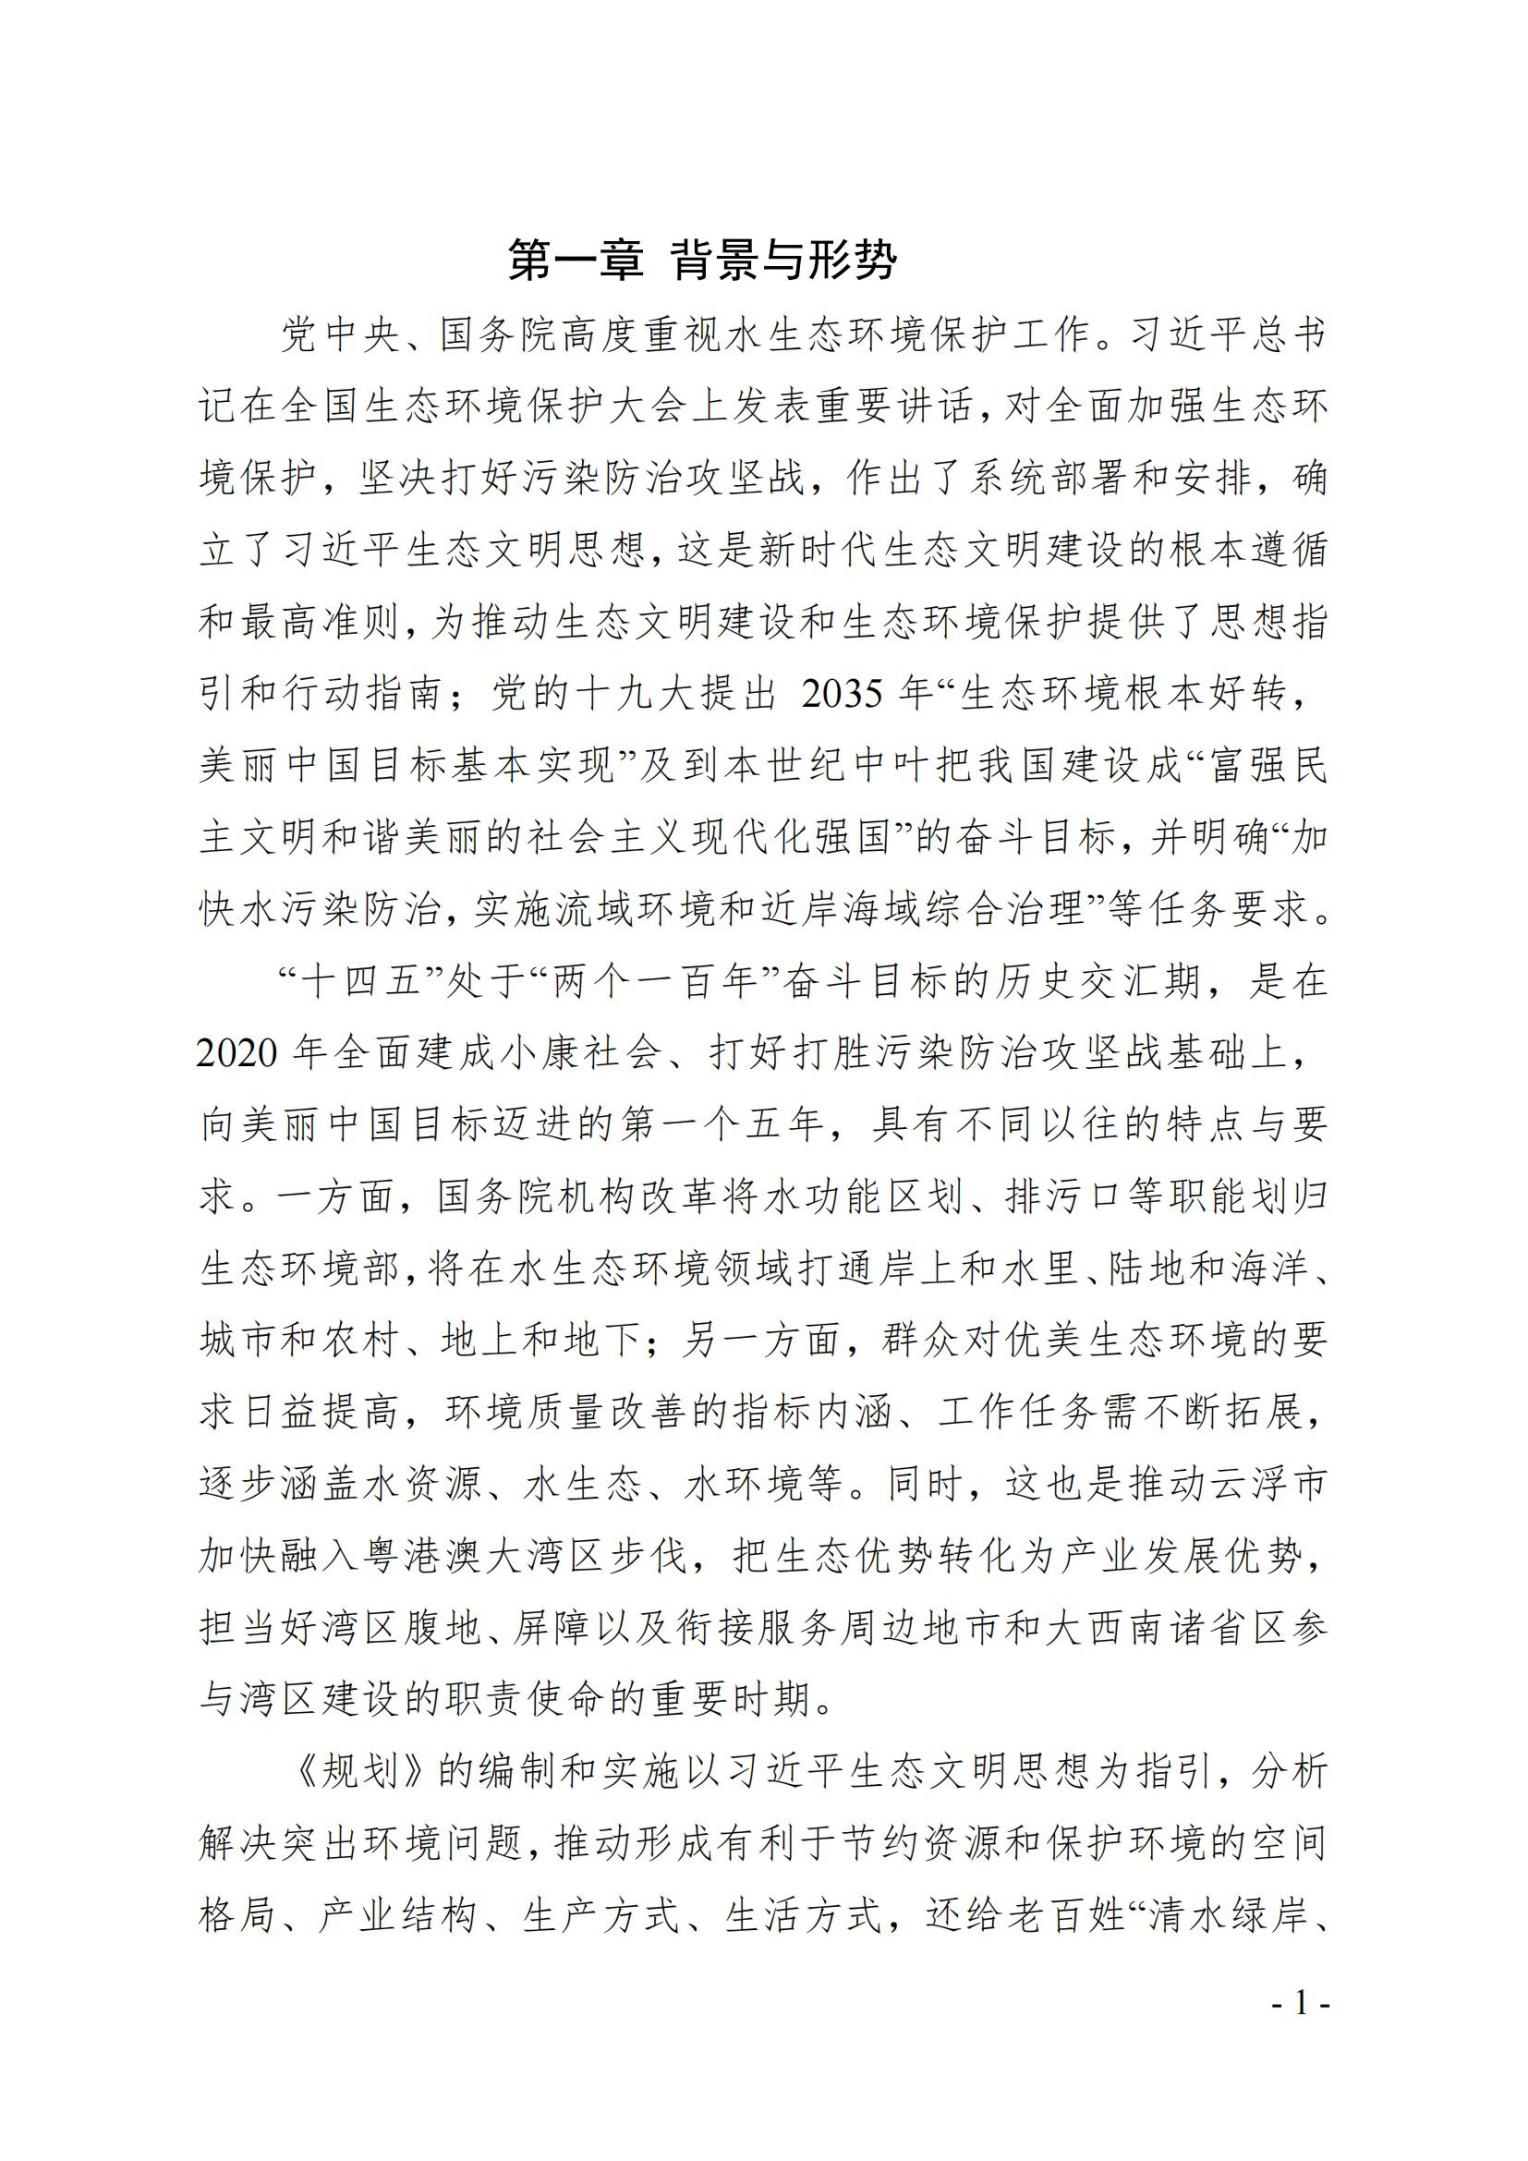 第一章 背景与形势
党中央、国务院高度重视水生态环境保护工作。习近平总书
记在全国生态环境保护大会上发表重要讲话，对全面加强生态环
境保护，坚决打好污染防治攻坚战，作出了系统部署和安排，确
立了习近平生态文明思想，这是新时代生态文明建设的根本遵循
和最高准则，为推动生态文明建设和生态环境保护提供了思想指
引和行动指南；党的十九大提出 2035 年“生态环境根本好转，
美丽中国目标基本实现”及到本世纪中叶把我国建设成“富强民
主文明和谐美丽的社会主义现代化强国”的奋斗目标，并明确“加
快水污染防治，实施流域环境和近岸海域综合治理”等任务要求。
“十四五”处于“两个一百年”奋斗目标的历史交汇期，是在
2020 年全面建成小康社会、打好打胜污染防治攻坚战基础上，
向美丽中国目标迈进的第一个五年，具有不同以往的特点与要
求。一方面，国务院机构改革将水功能区划、排污口等职能划归
生态环境部，将在水生态环境领域打通岸上和水里、陆地和海洋、
城市和农村、地上和地下；另一方面，群众对优美生态环境的要
求日益提高，环境质量改善的指标内涵、工作任务需不断拓展，
逐步涵盖水资源、水生态、水环境等。同时，这也是推动云浮市
加快融入粤港澳大湾区步伐，把生态优势转化为产业发展优势，
担当好湾区腹地、屏障以及衔接服务周边地市和大西南诸省区参
与湾区建设的职责使命的重要时期。
《规划》的编制和实施以习近平生态文明思想为指引，分析
解决突出环境问题，推动形成有利于节约资源和保护环境的空间
格局、产业结构、生产方式、生活方式，还给老百姓“清水绿岸、
- 1 -